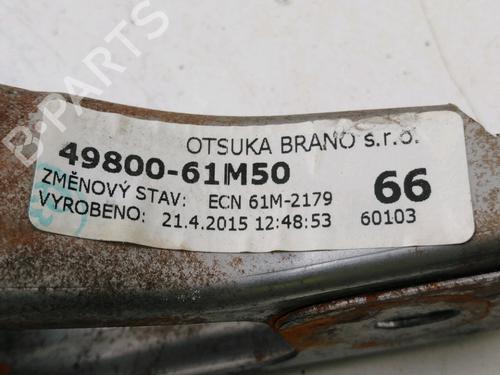 B-PARTS
OTSUKA BRANO s.r.o.
49800-61M50
ZMĚNOVÝ STAV: ECN 61M-2179
66
VYROBENO: 21.4.2015 12:48:53
60103